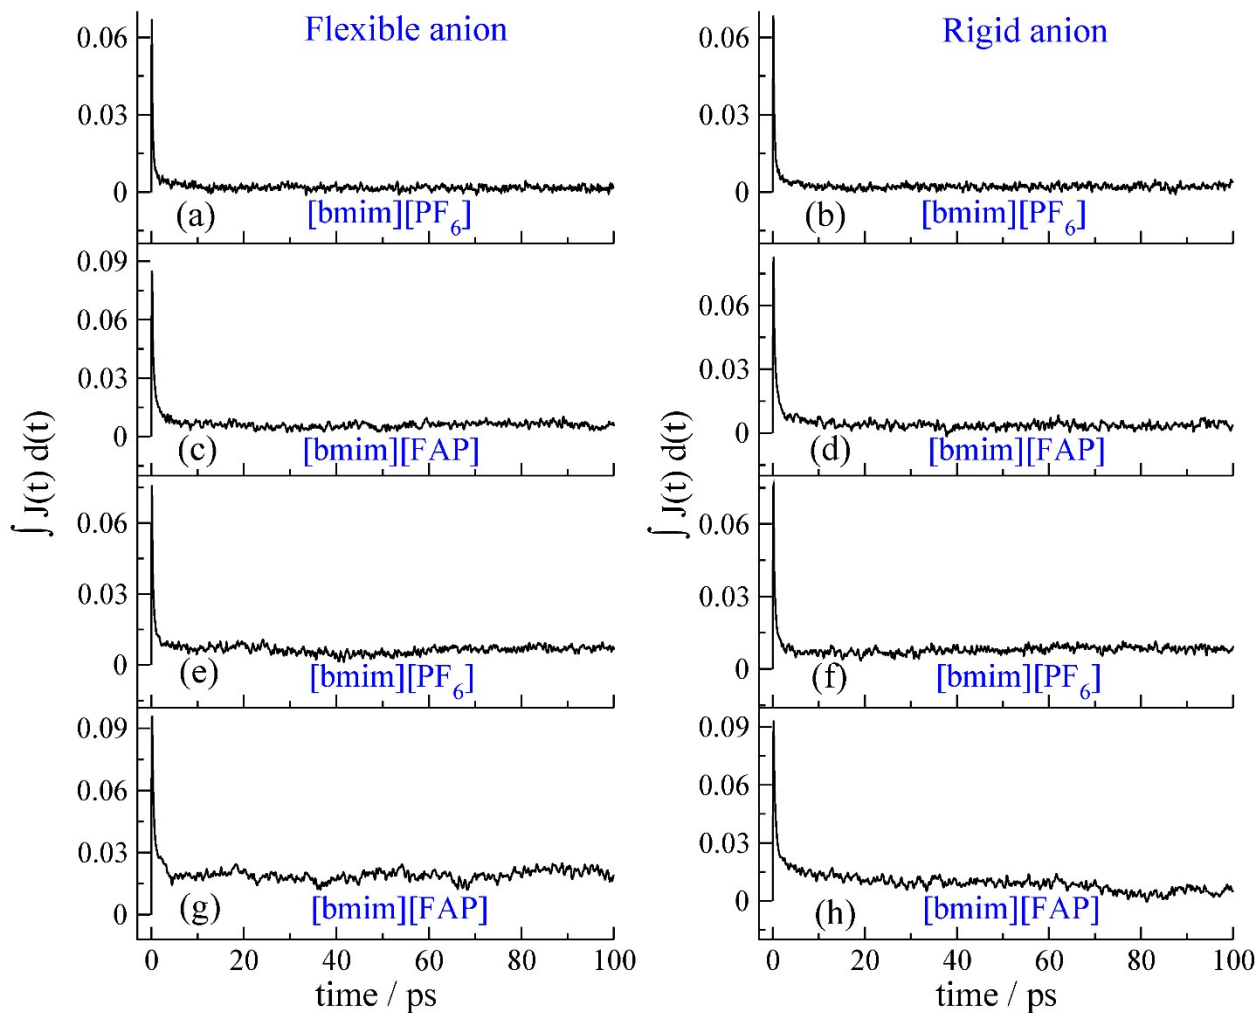 Flexible anion
Rigid anion
0.06
0.03
0
(a)
[bmim][PF6]
0.06
0.03
0
(b)
[bmim][PF6]
0.09
0.06
0.03
0
(c)
[bmim][FAP]
0.06
0.03
0
(d)
[bmim][FAP]
∫ J(t) d(t)
∫ J(t) d(t)
0.06
0.03
0
(e)
[bmim][PF6]
0.06
0.03
0
(f)
[bmim][PF6]
0.09
0.06
0.03
0
(g)
[bmim][FAP]
0.09
0.06
0.03
0
(h)
[bmim][FAP]
0 20 40 60 80 100
time / ps
0 20 40 60 80 100
time / ps